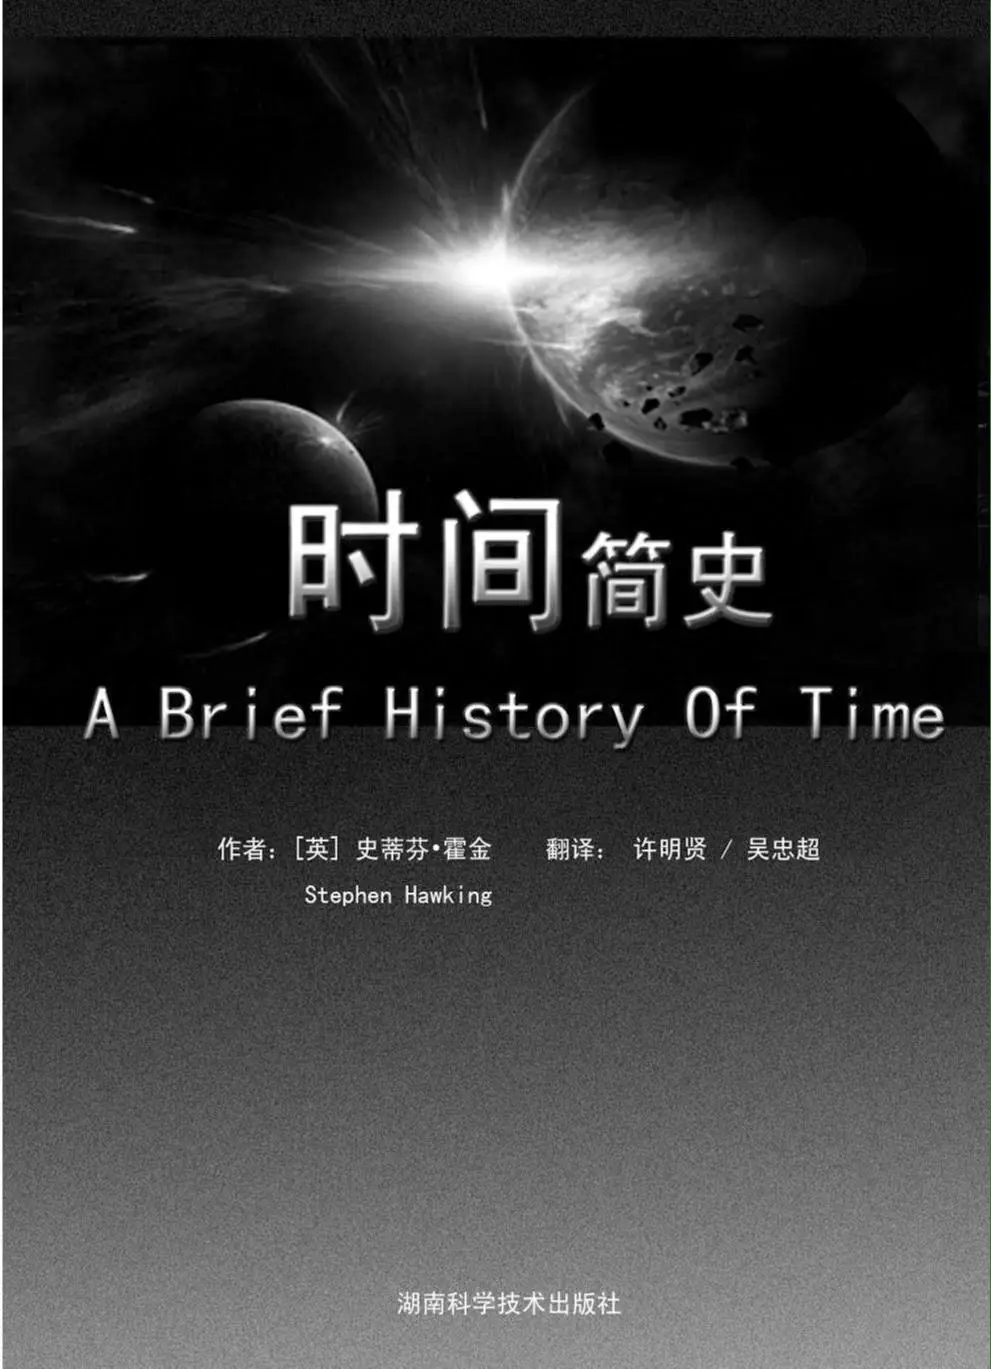 时间简史
A Brief History Of Time
作者：[英] 史蒂芬·霍金 翻译： 许明贤 / 吴忠超
Stephen Hawking
湖南科学技术出版社